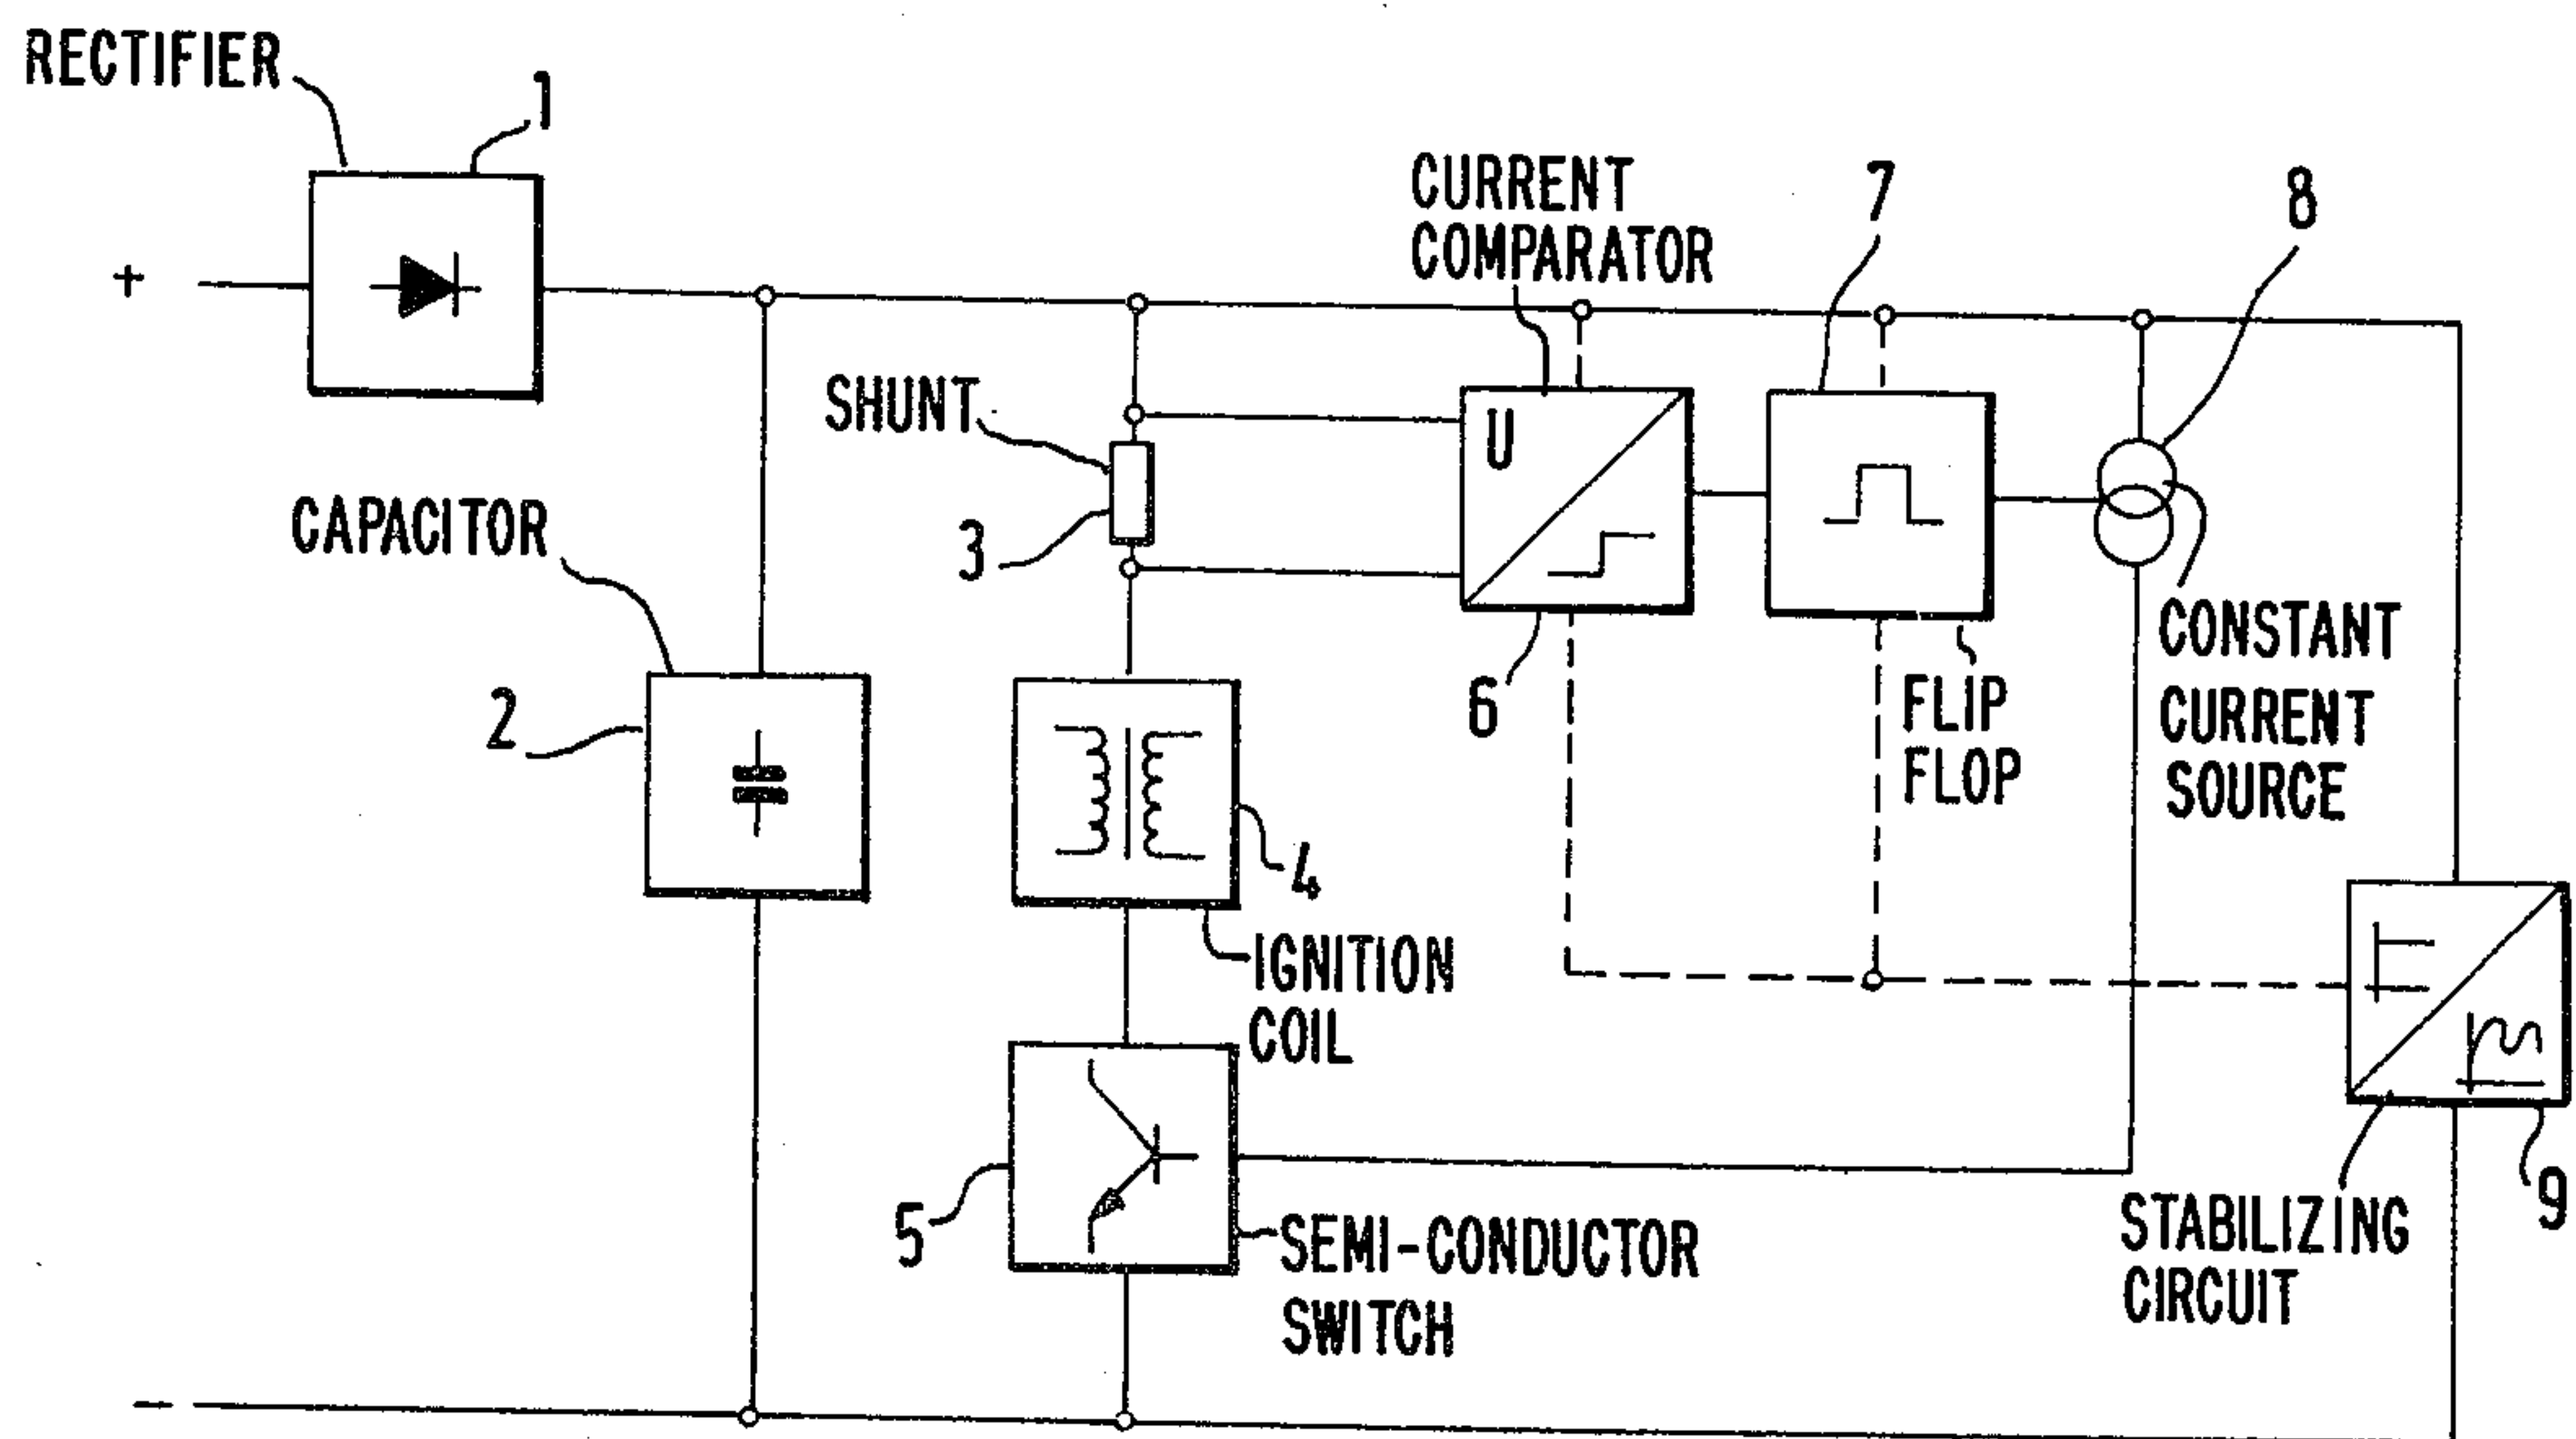 RECTIFIER
1
+
CURRENT
COMPARATOR
7
8
SHUNT
3
U
CAPACITOR
2
6
FLIP
FLOP
CONSTANT
CURRENT
SOURCE
4
IGNITION
COIL
5
SEMI-CONDUCTOR
SWITCH
STABILIZING
CIRCUIT
9
–